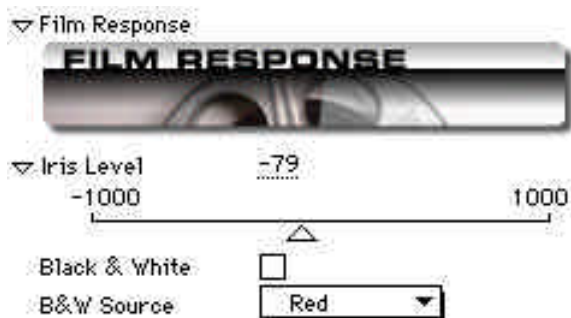 Film Response
FILM RESPONSE
Iris Level -79
-1000 1000
Black & White
B&W Source Red